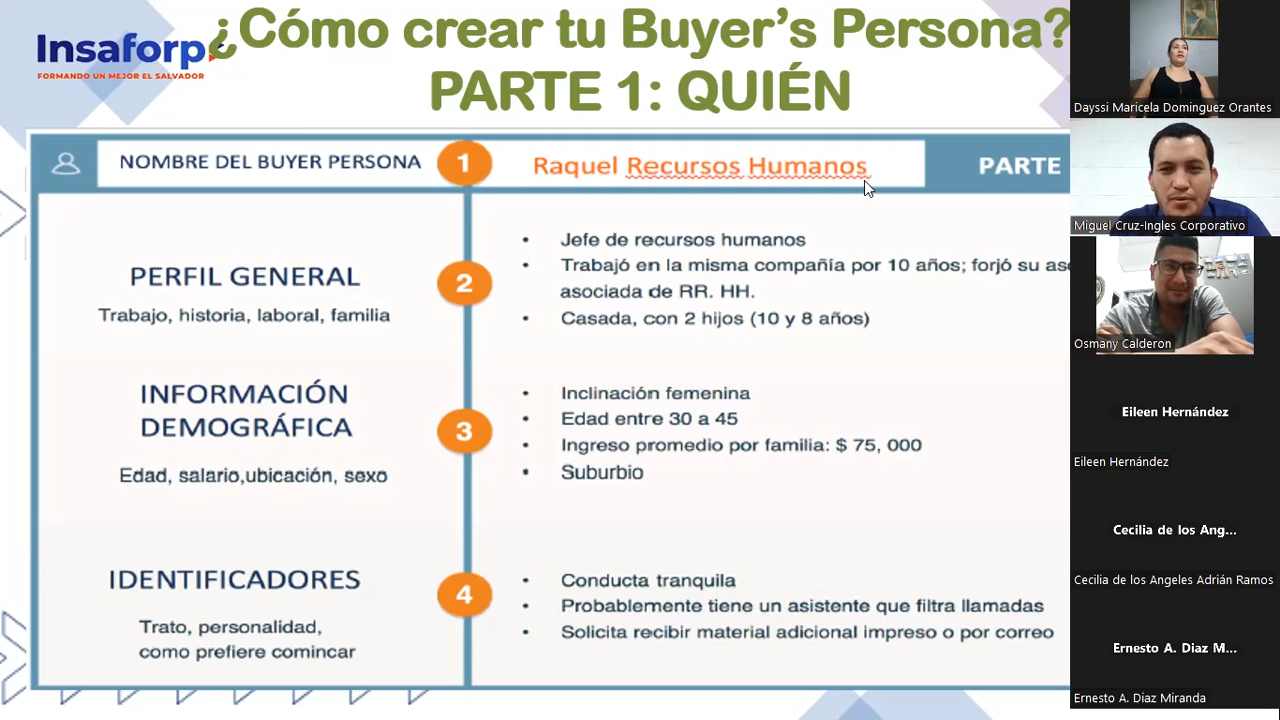 Insaforp
FORMANDO UN MEJOR EL SALVADOR
¿Cómo crear tu Buyer's Persona?
PARTE 1: QUIÉN
NOMBRE DEL BUYER PERSONA
1
Raquel Recursos Humanos
PARTE
PERFIL GENERAL
Trabajo, historia, laboral, familia
2
• Jefe de recursos humanos
• Trabajó en la misma compañía por 10 años; forjó su aso
asociada de RR. HH.
• Casada, con 2 hijos (10 y 8 años)
INFORMACIÓN
DEMOGRÁFICA
Edad, salario,ubicación, sexo
3
• Inclinación femenina
• Edad entre 30 a 45
• Ingreso promedio por familia: $ 75, 000
• Suburbio
IDENTIFICADORES
Trato, personalidad,
como prefiere comincar
4
• Conducta tranquila
• Probablemente tiene un asistente que filtra llamadas
• Solicita recibir material adicional impreso o por correo
Dayssi Maricela Dominguez Orantes
Miguel Cruz-Ingles Corporativo
Osmany Calderon
Eileen Hernández
Eileen Hernández
Cecilia de los Ang...
Cecilia de los Angeles Adrián Ramos
Ernesto A. Diaz M...
Ernesto A. Diaz Miranda